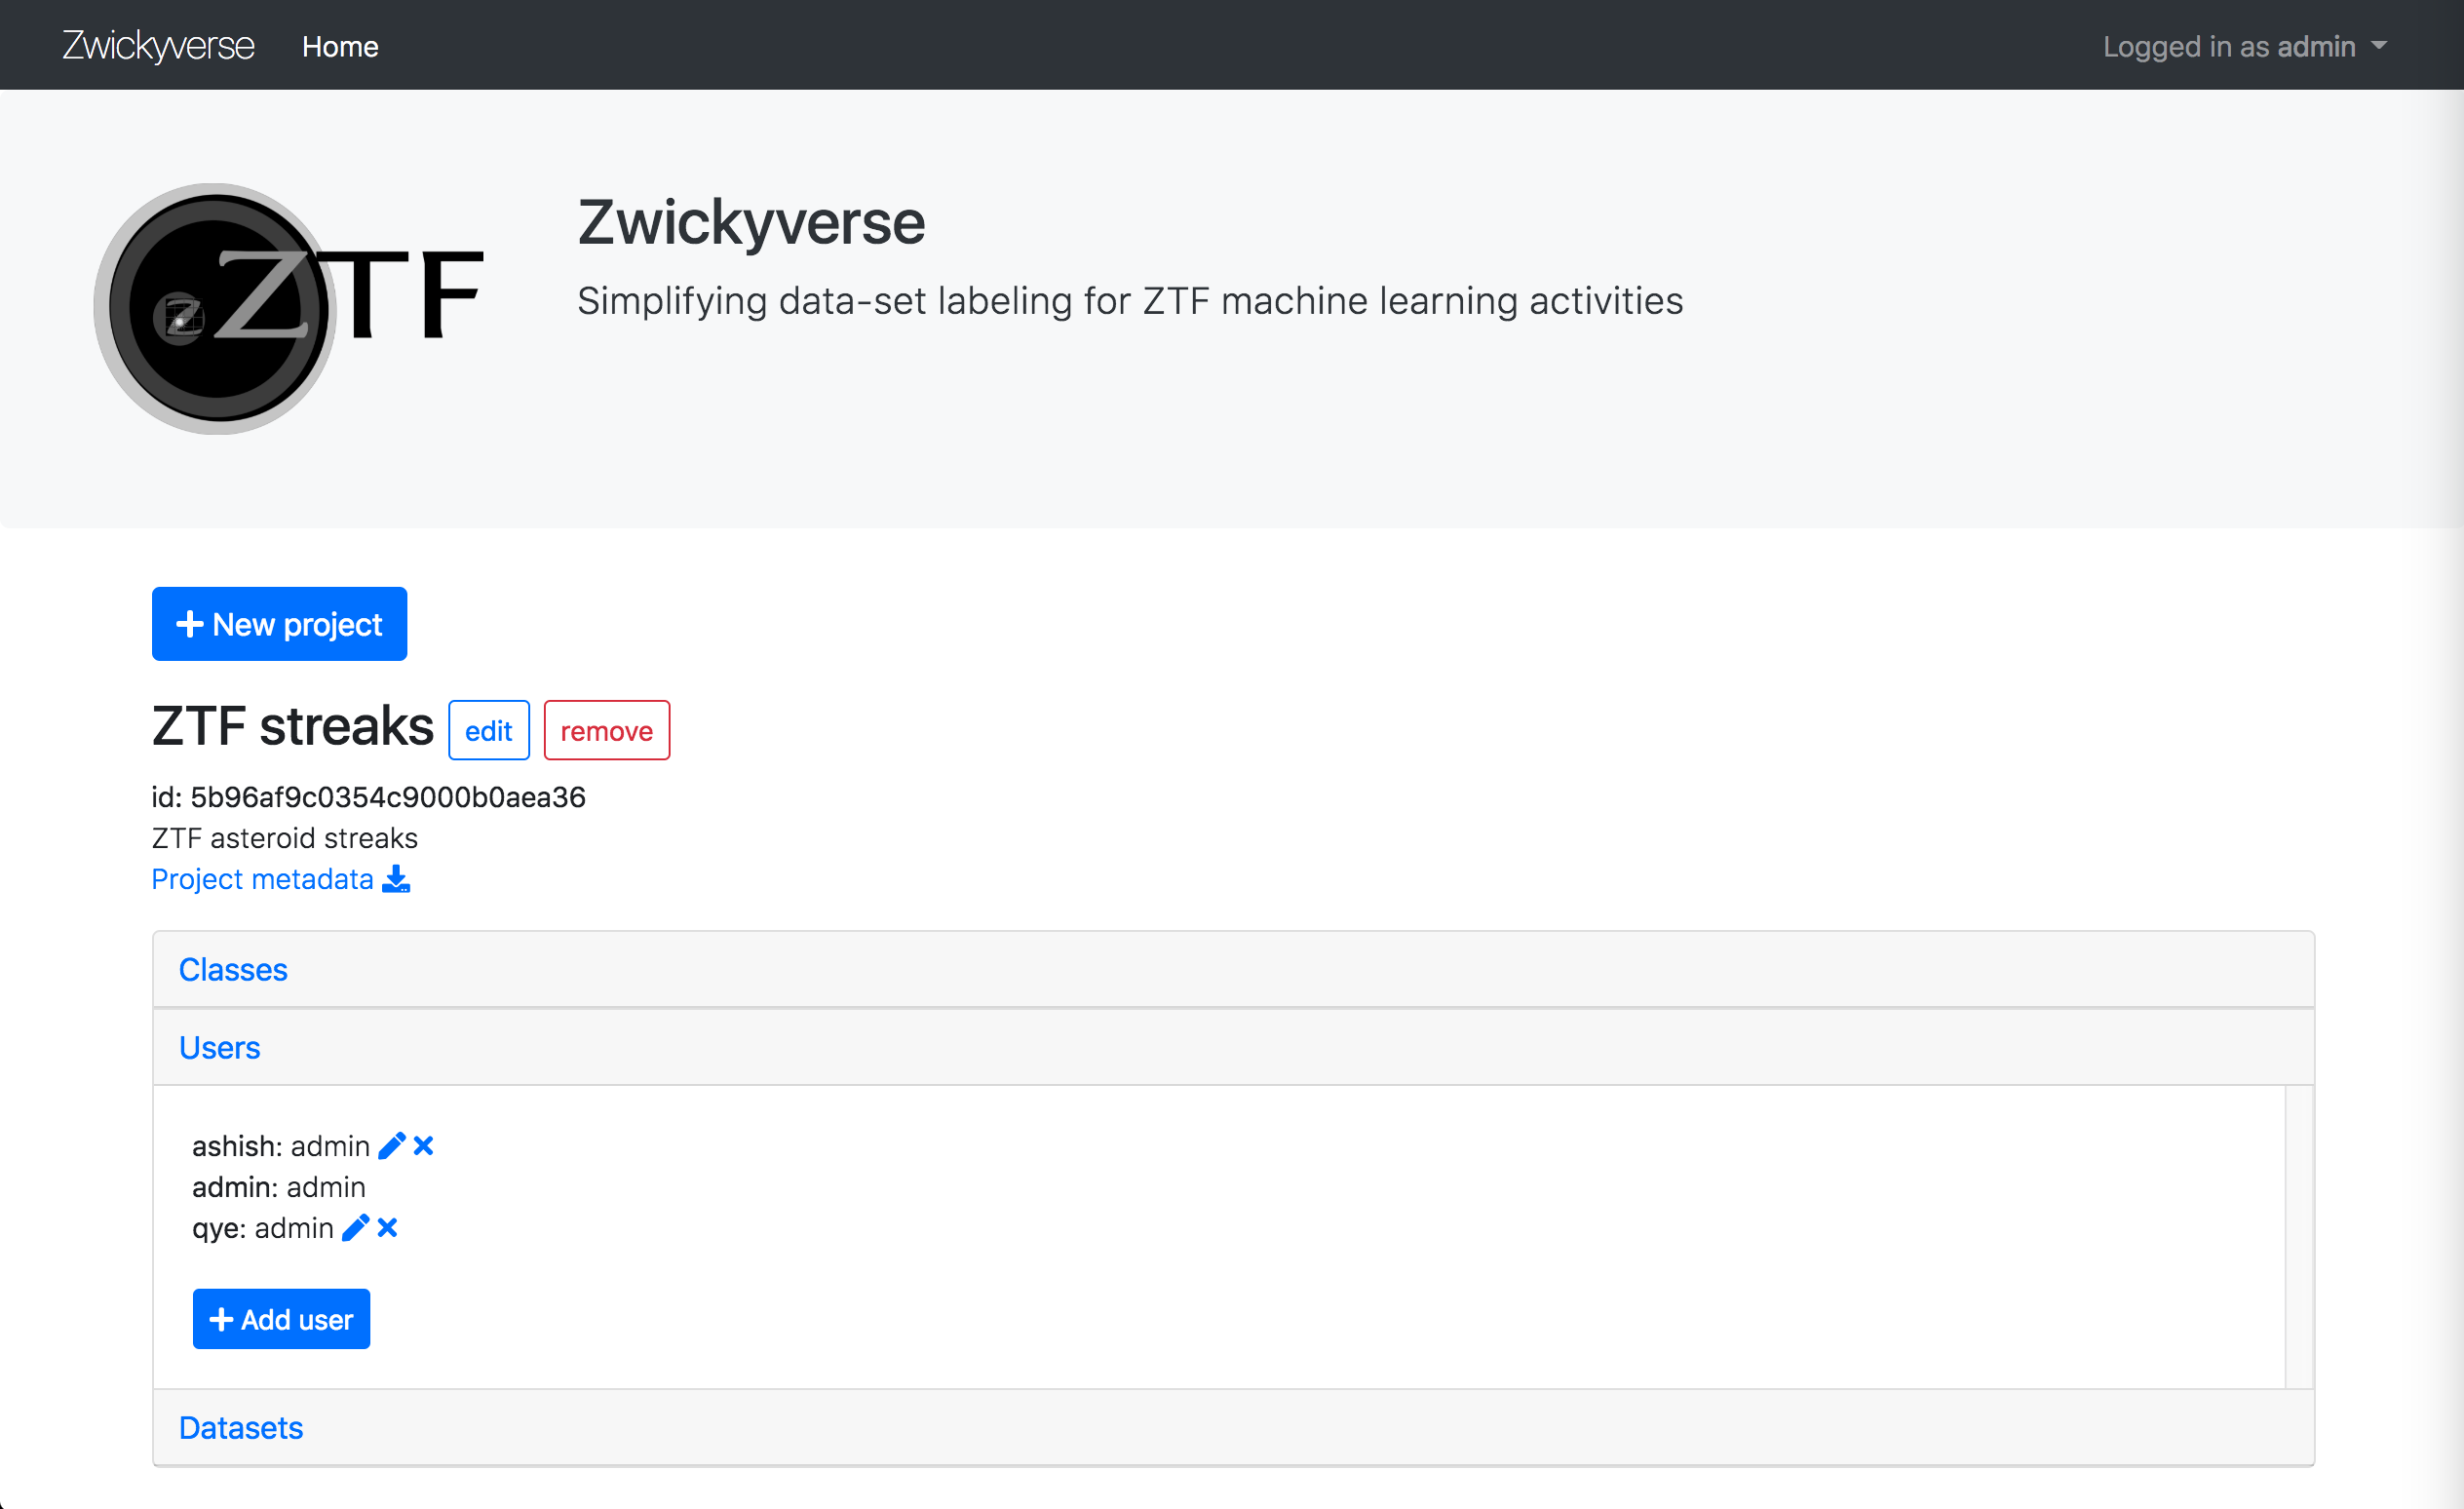 Zwickyverse Home Logged in as admin
ZTF
Zwickyverse
Simplifying data-set labeling for ZTF machine learning activities
New project
ZTF streaks edit remove
id: 5b96af9c0354c9000b0aea36
ZTF asteroid streaks
Project metadata
Classes
Users
ashish: admin
admin: admin
qye: admin
Add user
Datasets